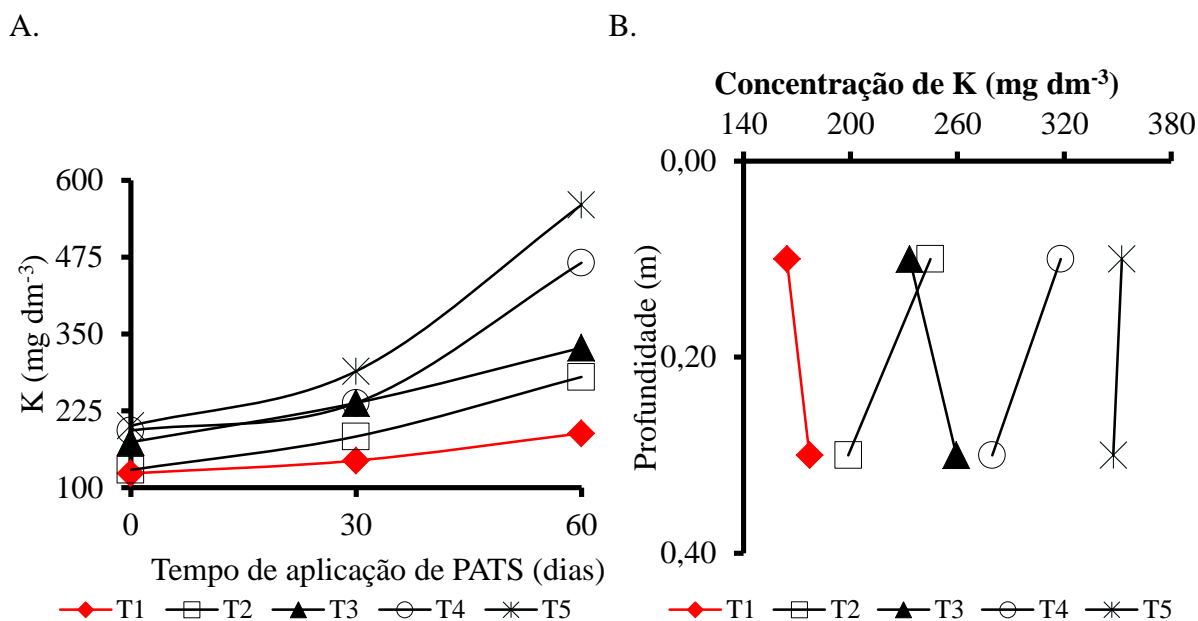 A.
600
475
350
225
100
K (mg dm-3)
0 30 60
Tempo de aplicação de PATS (dias)
T1 T2 T3 T4 T5
B.
Concentração de K (mg dm-3)
140 200 260 320 380
0,00
0,20
0,40
Profundidade (m)
T1 T2 T3 T4 T5